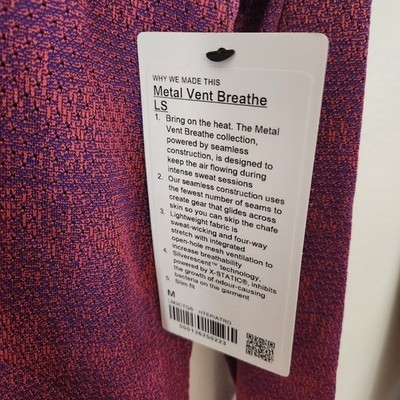 WHY WE MADE THIS
Metal Vent Breathe
LS
1. Bring on the heat. The Metal
Vent Breathe collection,
powered by seamless
construction, is designed to
keep the air flowing during
intense sweat sessions
2. Our seamless construction uses
the fewest number of seams to
create gear that glides across
skin so you can skip the chafe
3. Lightweight fabric is
sweat-wicking and four-way
stretch with integrated
open-hole mesh ventilation to
increase breathability
4. Silverescent™ technology,
powered by X-STATIC®, inhibits
the growth of odour-causing
bacteria on the garment
5. Slim fit
M